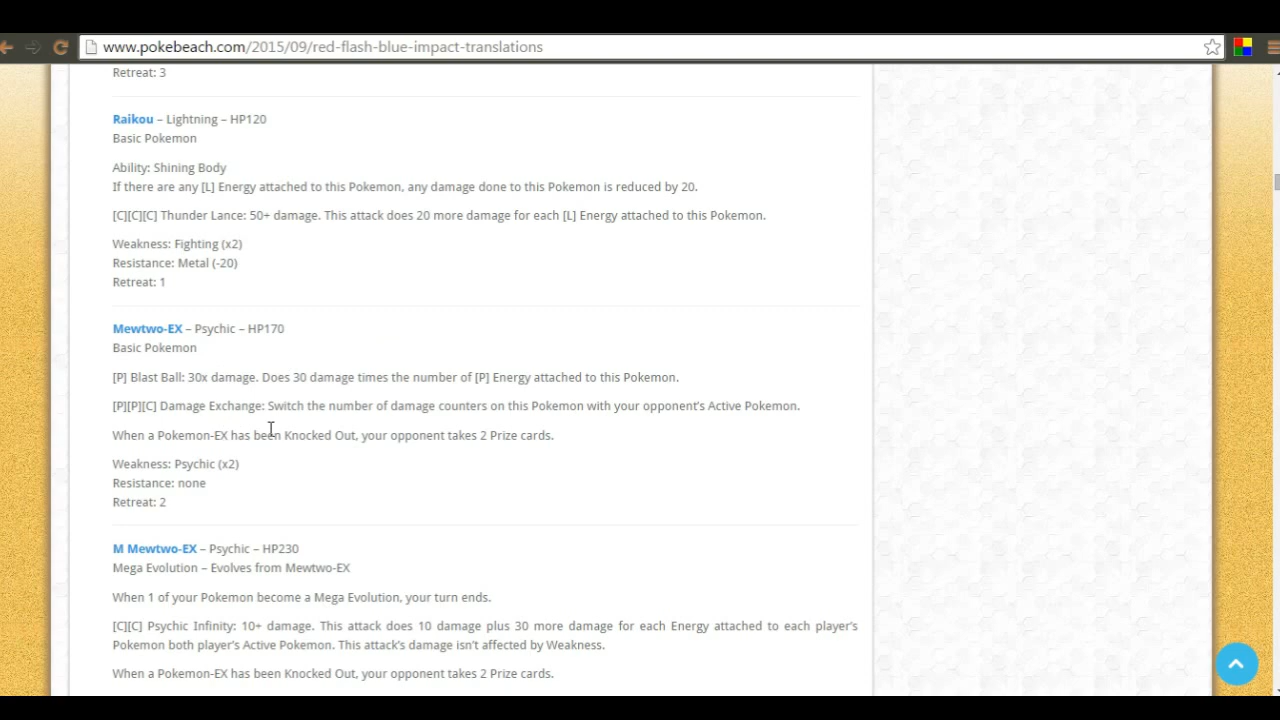 www.pokebeach.com/2015/09/red-flash-blue-impact-translations
Retreat: 3
Raikou – Lightning – HP120
Basic Pokemon
Ability: Shining Body
If there are any [L] Energy attached to this Pokemon, any damage done to this Pokemon is reduced by 20.
[C][C][C] Thunder Lance: 50+ damage. This attack does 20 more damage for each [L] Energy attached to this Pokemon.
Weakness: Fighting (x2)
Resistance: Metal (-20)
Retreat: 1
Mewtwo-EX – Psychic – HP170
Basic Pokemon
[P] Blast Ball: 30x damage. Does 30 damage times the number of [P] Energy attached to this Pokemon.
[P][P][C] Damage Exchange: Switch the number of damage counters on this Pokemon with your opponent's Active Pokemon.
When a Pokemon-EX has been Knocked Out, your opponent takes 2 Prize cards.
Weakness: Psychic (x2)
Resistance: none
Retreat: 2
M Mewtwo-EX – Psychic – HP230
Mega Evolution – Evolves from Mewtwo-EX
When 1 of your Pokemon become a Mega Evolution, your turn ends.
[C][C] Psychic Infinity: 10+ damage. This attack does 10 damage plus 30 more damage for each Energy attached to each player's
Pokemon both player's Active Pokemon. This attack's damage isn't affected by Weakness.
When a Pokemon-EX has been Knocked Out, your opponent takes 2 Prize cards.